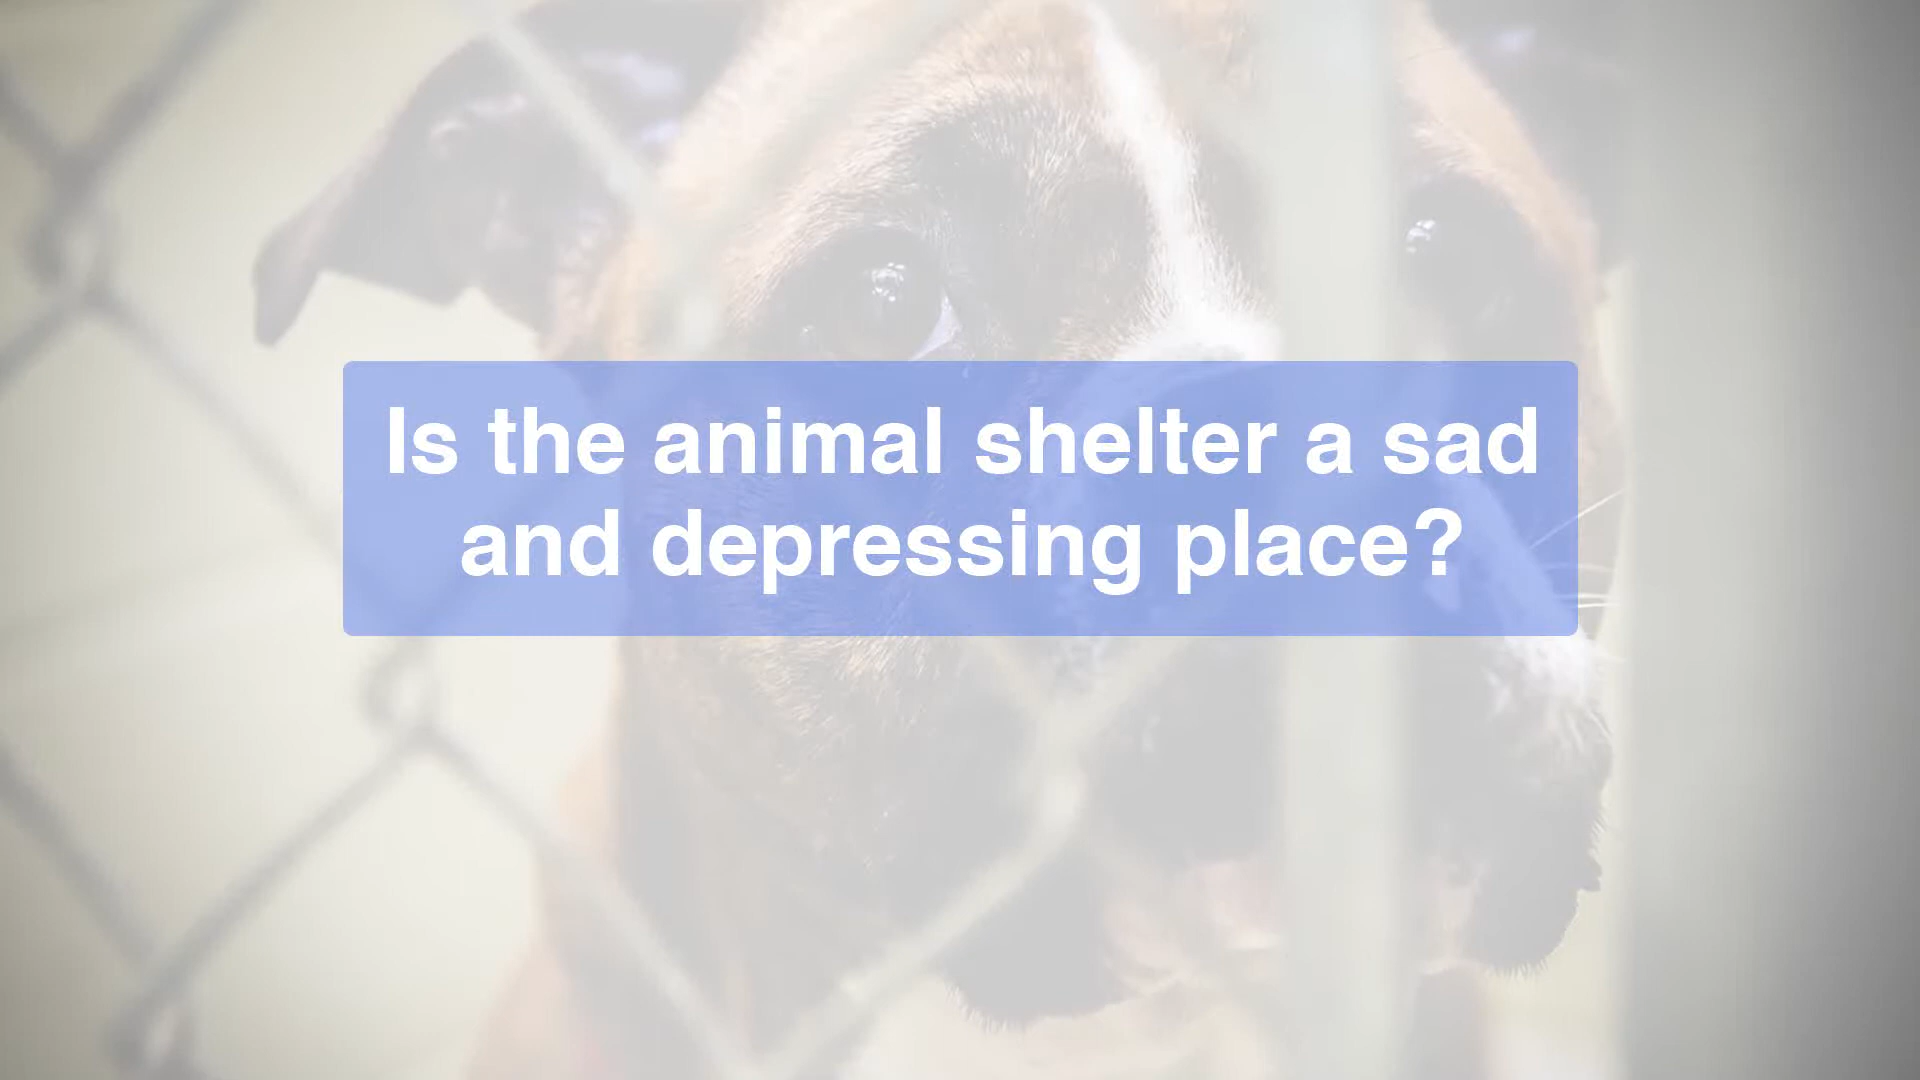 Is the animal shelter a sad
and depressing place?